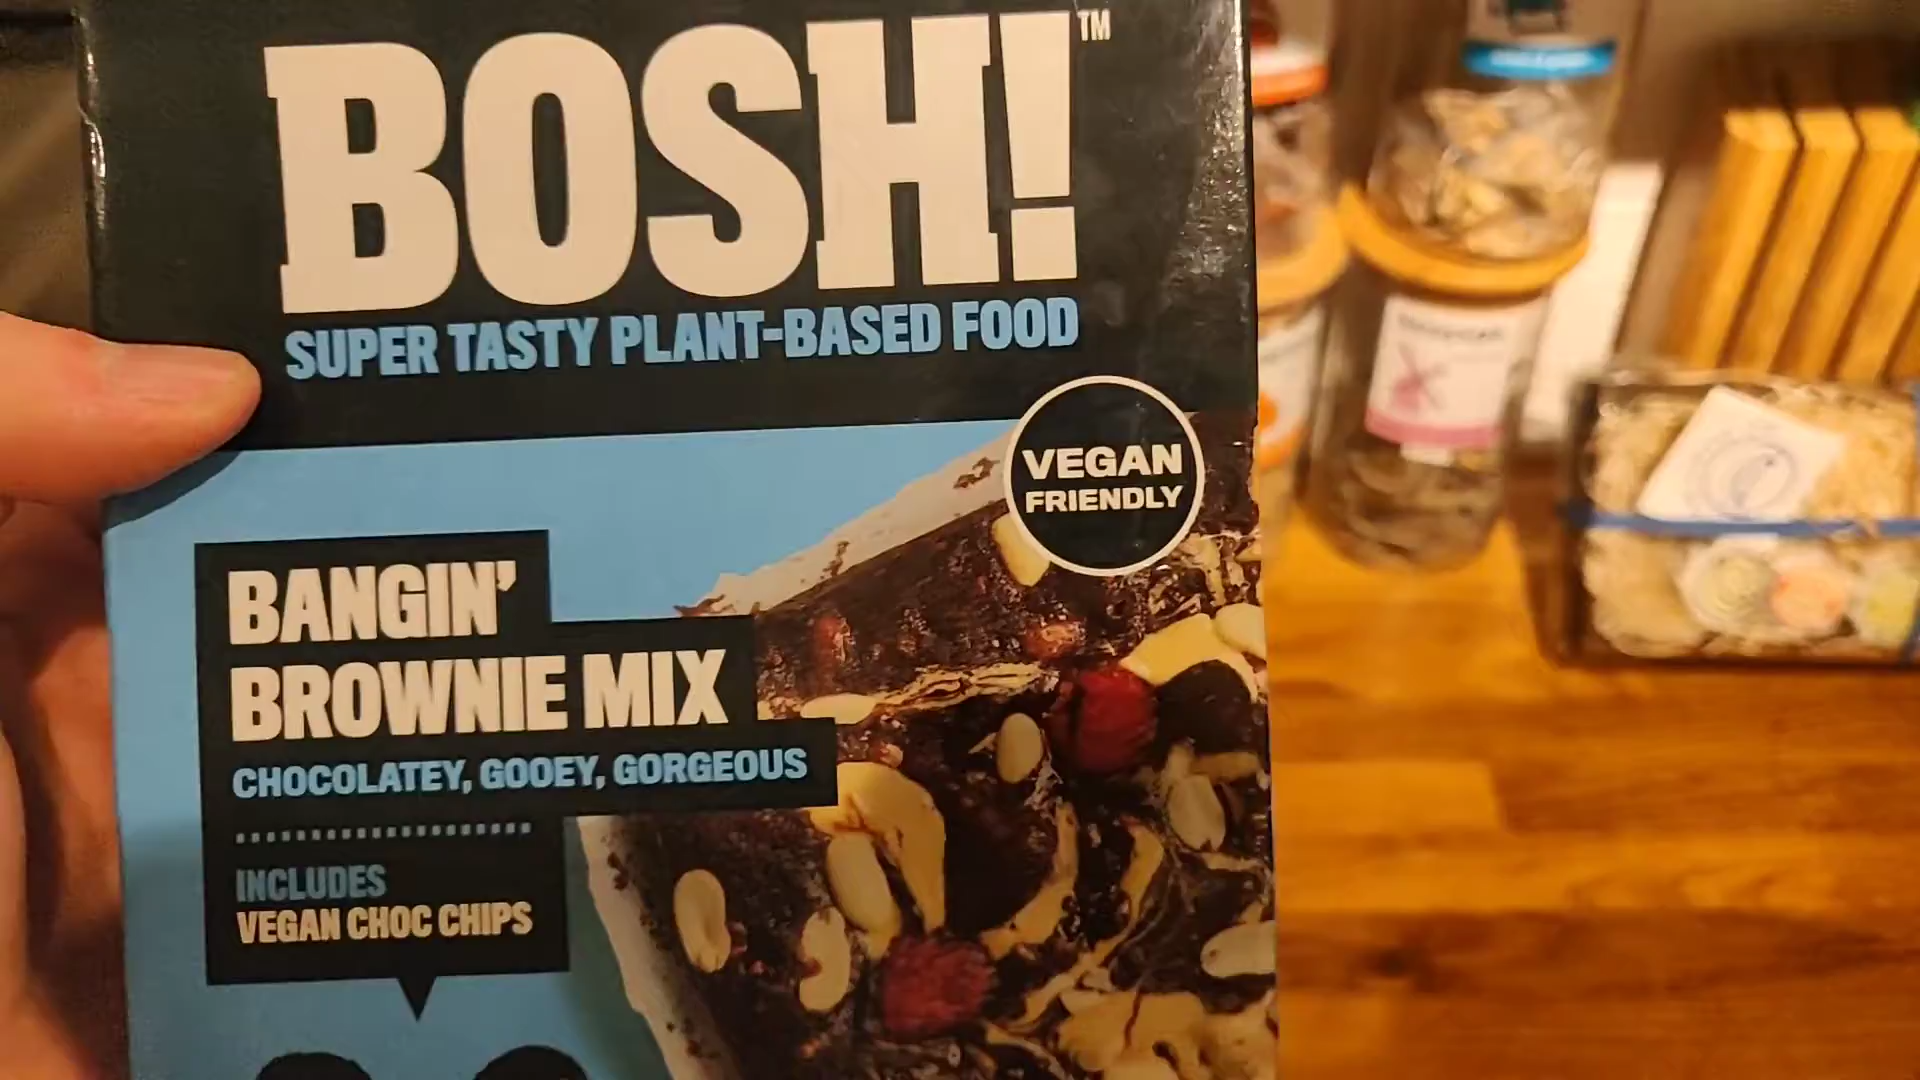 BOSH!™
SUPER TASTY PLANT-BASED FOOD
VEGAN
FRIENDLY
BANGIN'
BROWNIE MIX
CHOCOLATEY, GOOEY, GORGEOUS
INCLUDES
VEGAN CHOC CHIPS